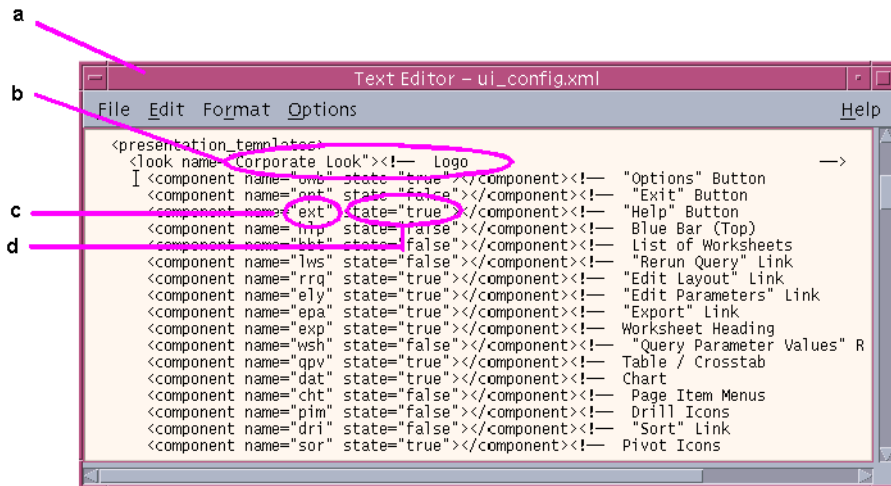 a
Text Editor – ui_config.xml
b
File Edit Format Options Help
<presentation_templates>
<look name="Corporate Look"><!—— Logo ——>
<component name="owb" state="true"></component><!—— "Options" Button
<component name="opt" state="false"></component><!—— "Exit" Button
c
<component name="ext" state="true"></component><!—— "Help" Button
<component name="hlp" state="false"></component><!—— Blue Bar (Top)
d
<component name="bbt" state="false"></component><!—— List of Worksheets
<component name="lws" state="false"></component><!—— "Rerun Query" Link
<component name="rrq" state="true"></component><!—— "Edit Layout" Link
<component name="ely" state="true"></component><!—— "Edit Parameters" Link
<component name="epa" state="true"></component><!—— "Export" Link
<component name="exp" state="true"></component><!—— Worksheet Heading
<component name="wsh" state="false"></component><!—— "Query Parameter Values" R
<component name="qpv" state="true"></component><!—— Table / Crosstab
<component name="dat" state="true"></component><!—— Chart
<component name="cht" state="false"></component><!—— Page Item Menus
<component name="pim" state="false"></component><!—— Drill Icons
<component name="dri" state="false"></component><!—— "Sort" Link
<component name="sor" state="true"></component><!—— Pivot Icons